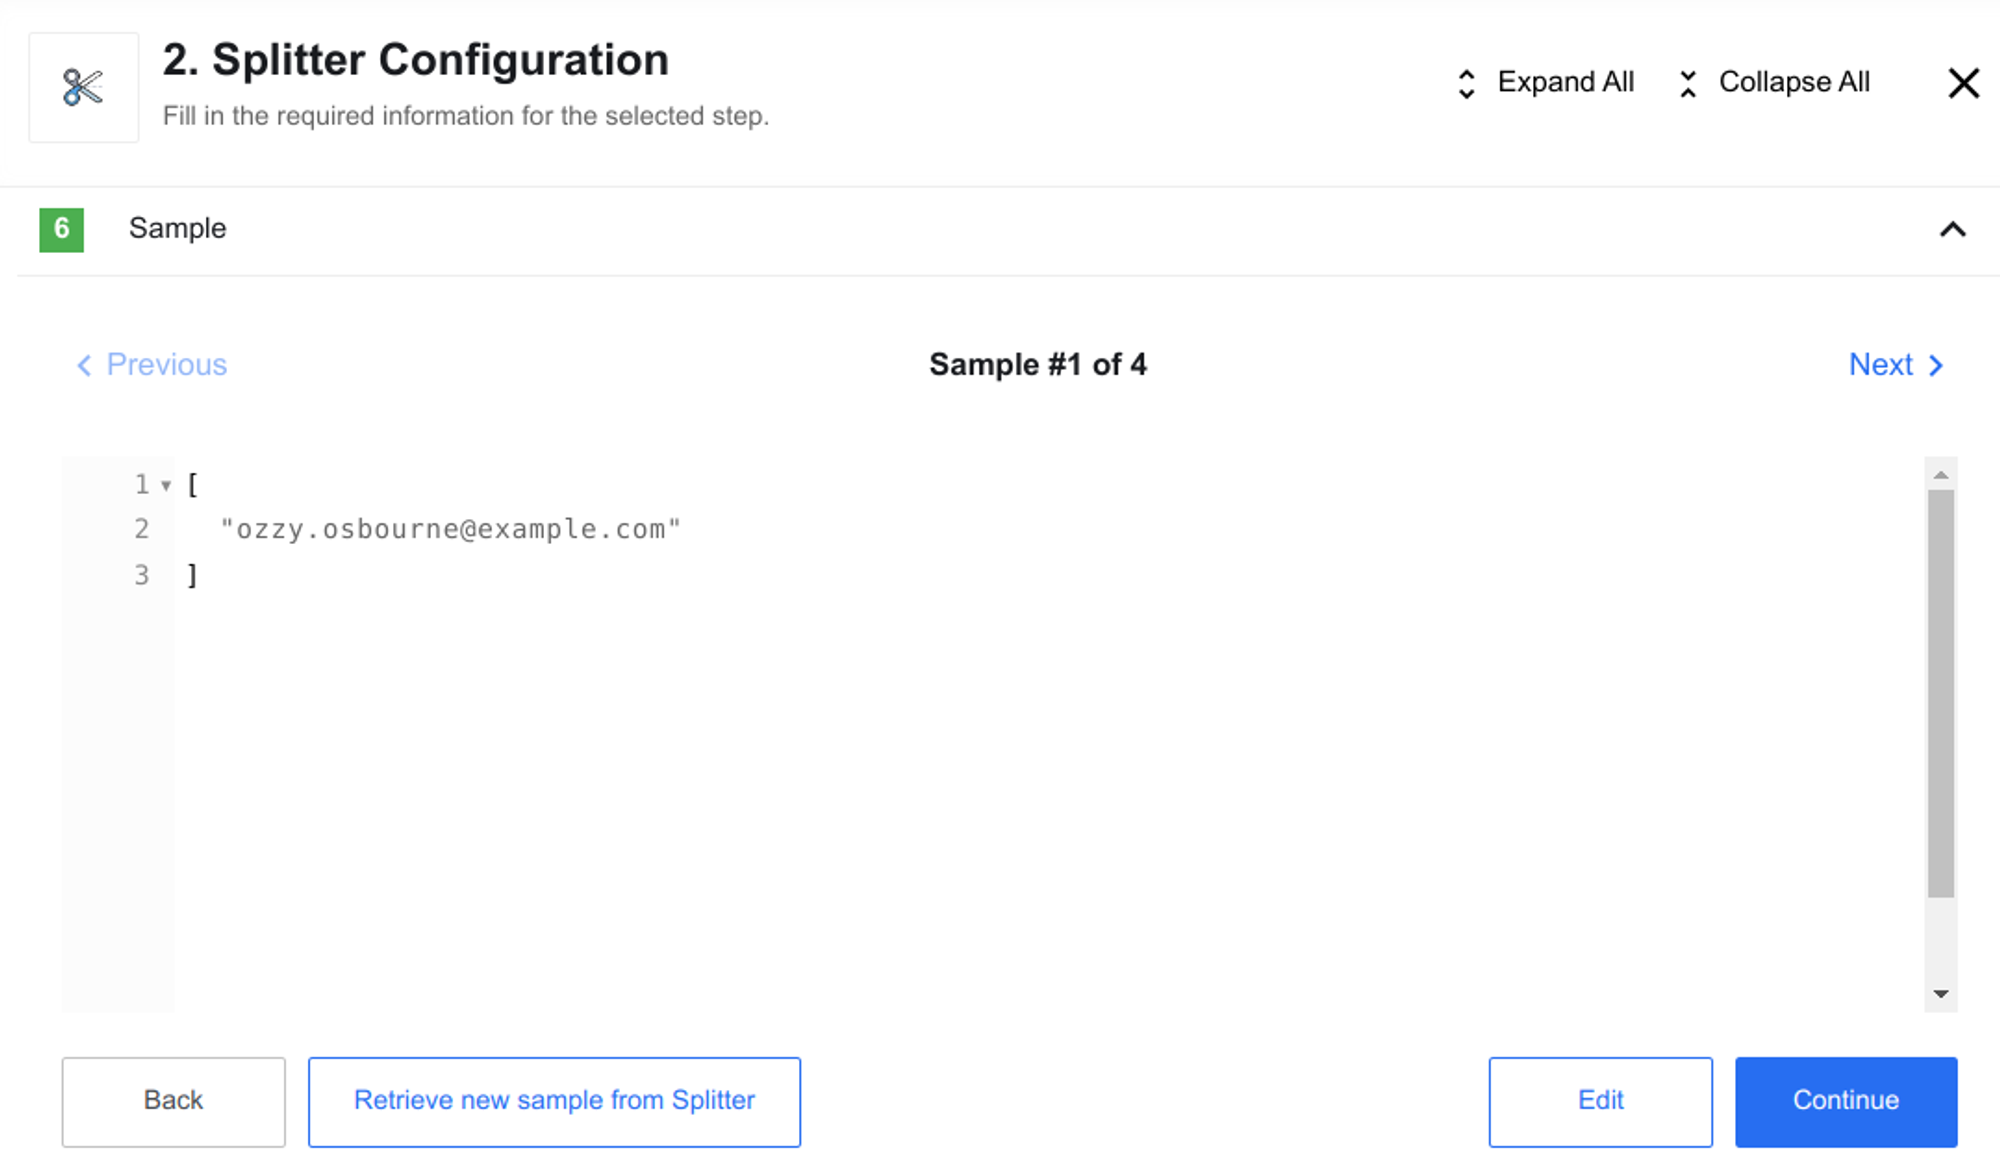 2. Splitter Configuration
Fill in the required information for the selected step.
Expand All
Collapse All
6 Sample
Previous
Sample #1 of 4
Next
1 [
2 "ozzy.osbourne@example.com"
3 ]
Back
Retrieve new sample from Splitter
Edit
Continue